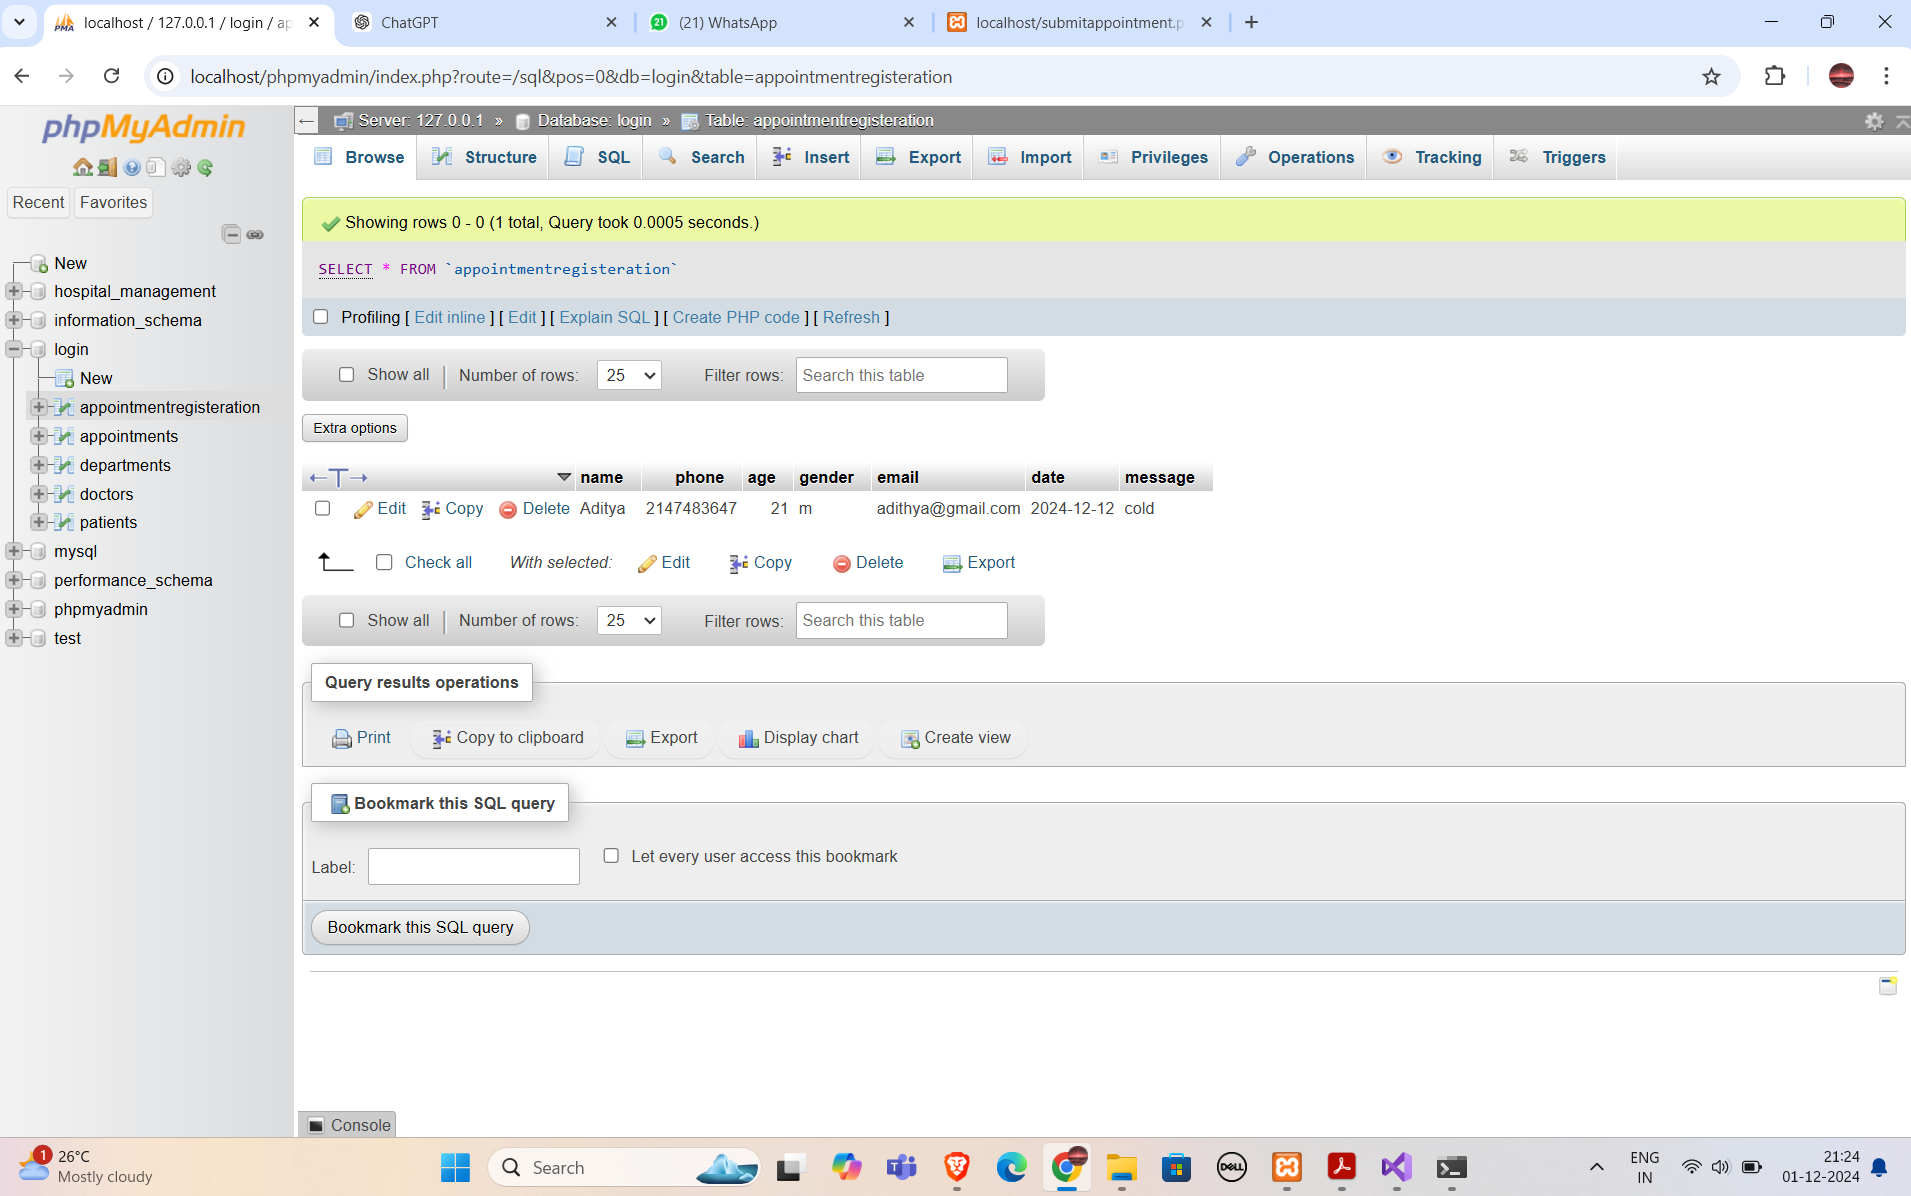 localhost / 127.0.0.1 / login / ap
ChatGPT
21
(21) WhatsApp
localhost/submitappointment.p
localhost/phpmyadmin/index.php?route=/sql&pos=0&db=login&table=appointmentregisteration
phpMyAdmin
Recent Favorites
New
hospital_management
information_schema
login
New
appointmentregisteration
appointments
departments
doctors
patients
mysql
performance_schema
phpmyadmin
test
Server: 127.0.0.1 » Database: login » Table: appointmentregisteration
Browse Structure SQL Search Insert Export Import Privileges Operations Tracking Triggers
Showing rows 0 - 0 (1 total, Query took 0.0005 seconds.)
SELECT * FROM `appointmentregisteration`
Profiling [ Edit inline ] [ Edit ] [ Explain SQL ] [ Create PHP code ] [ Refresh ]
Show all Number of rows: 25 Filter rows: Search this table
Extra options
name phone age gender email date message
Edit Copy Delete Aditya 2147483647 21 m adithya@gmail.com 2024-12-12 cold
Check all With selected: Edit Copy Delete Export
Show all Number of rows: 25 Filter rows: Search this table
Query results operations
Print Copy to clipboard Export Display chart Create view
Bookmark this SQL query
Label: Let every user access this bookmark
Bookmark this SQL query
Console
1
26°C
Mostly cloudy
Search
DELL
ENG
IN
21:24
01-12-2024